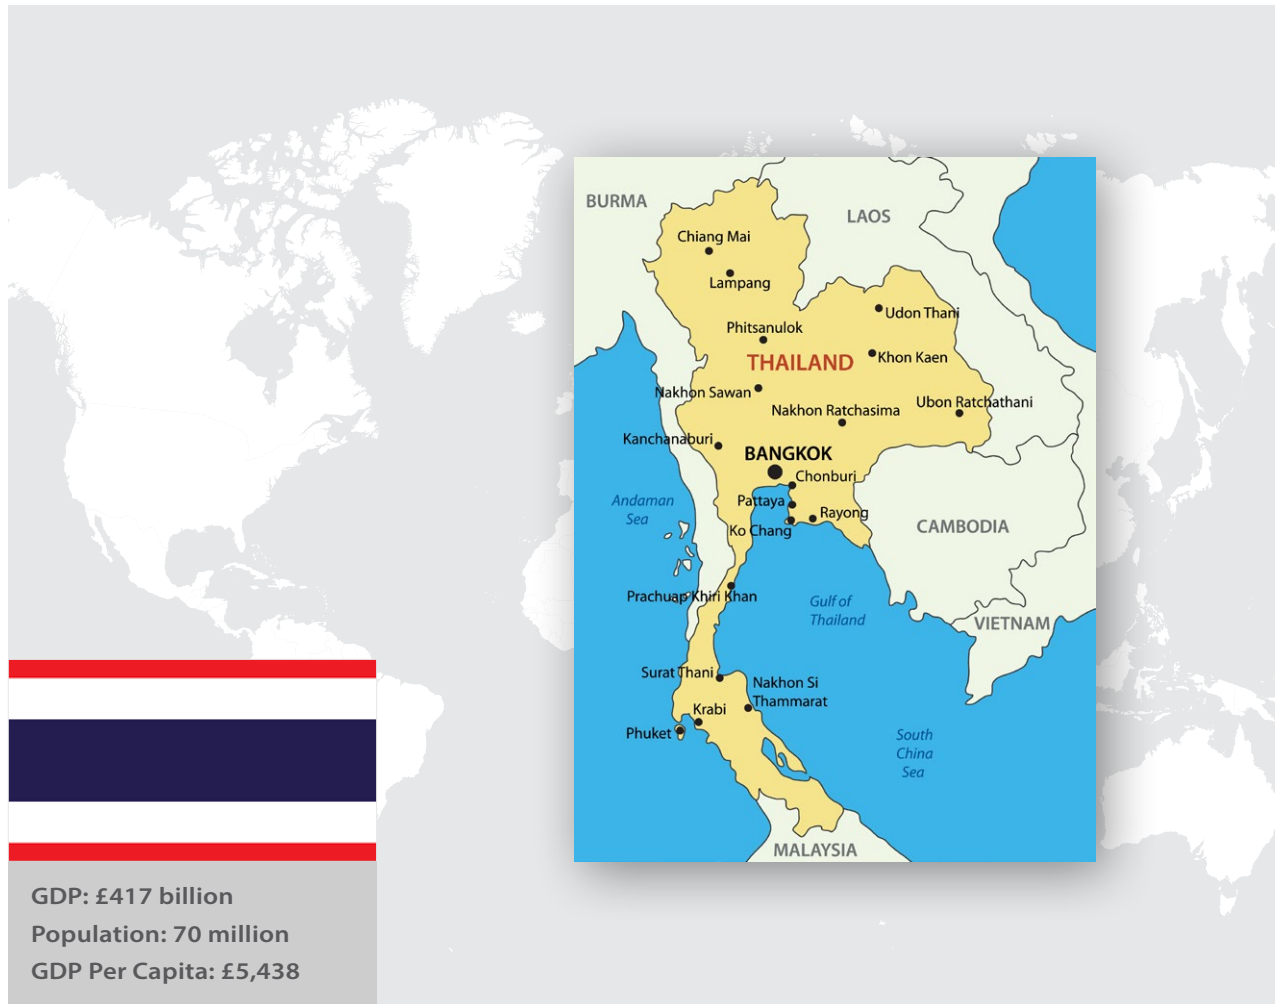 BURMA
LAOS
Chiang Mai
Lampang
Udon Thani
Phitsanulok
THAILAND
Khon Kaen
Nakhon Sawan
Ubon Ratchathani
Nakhon Ratchasima
Kanchanaburi
BANGKOK
Chonburi
Andaman
Sea
Pattaya
Rayong
Ko Chang
CAMBODIA
Prachuap Khiri Khan
Gulf of
Thailand
VIETNAM
Surat Thani
Nakhon Si
Thammarat
Krabi
Phuket
South
China
Sea
MALAYSIA
GDP: £417 billion
Population: 70 million
GDP Per Capita: £5,438